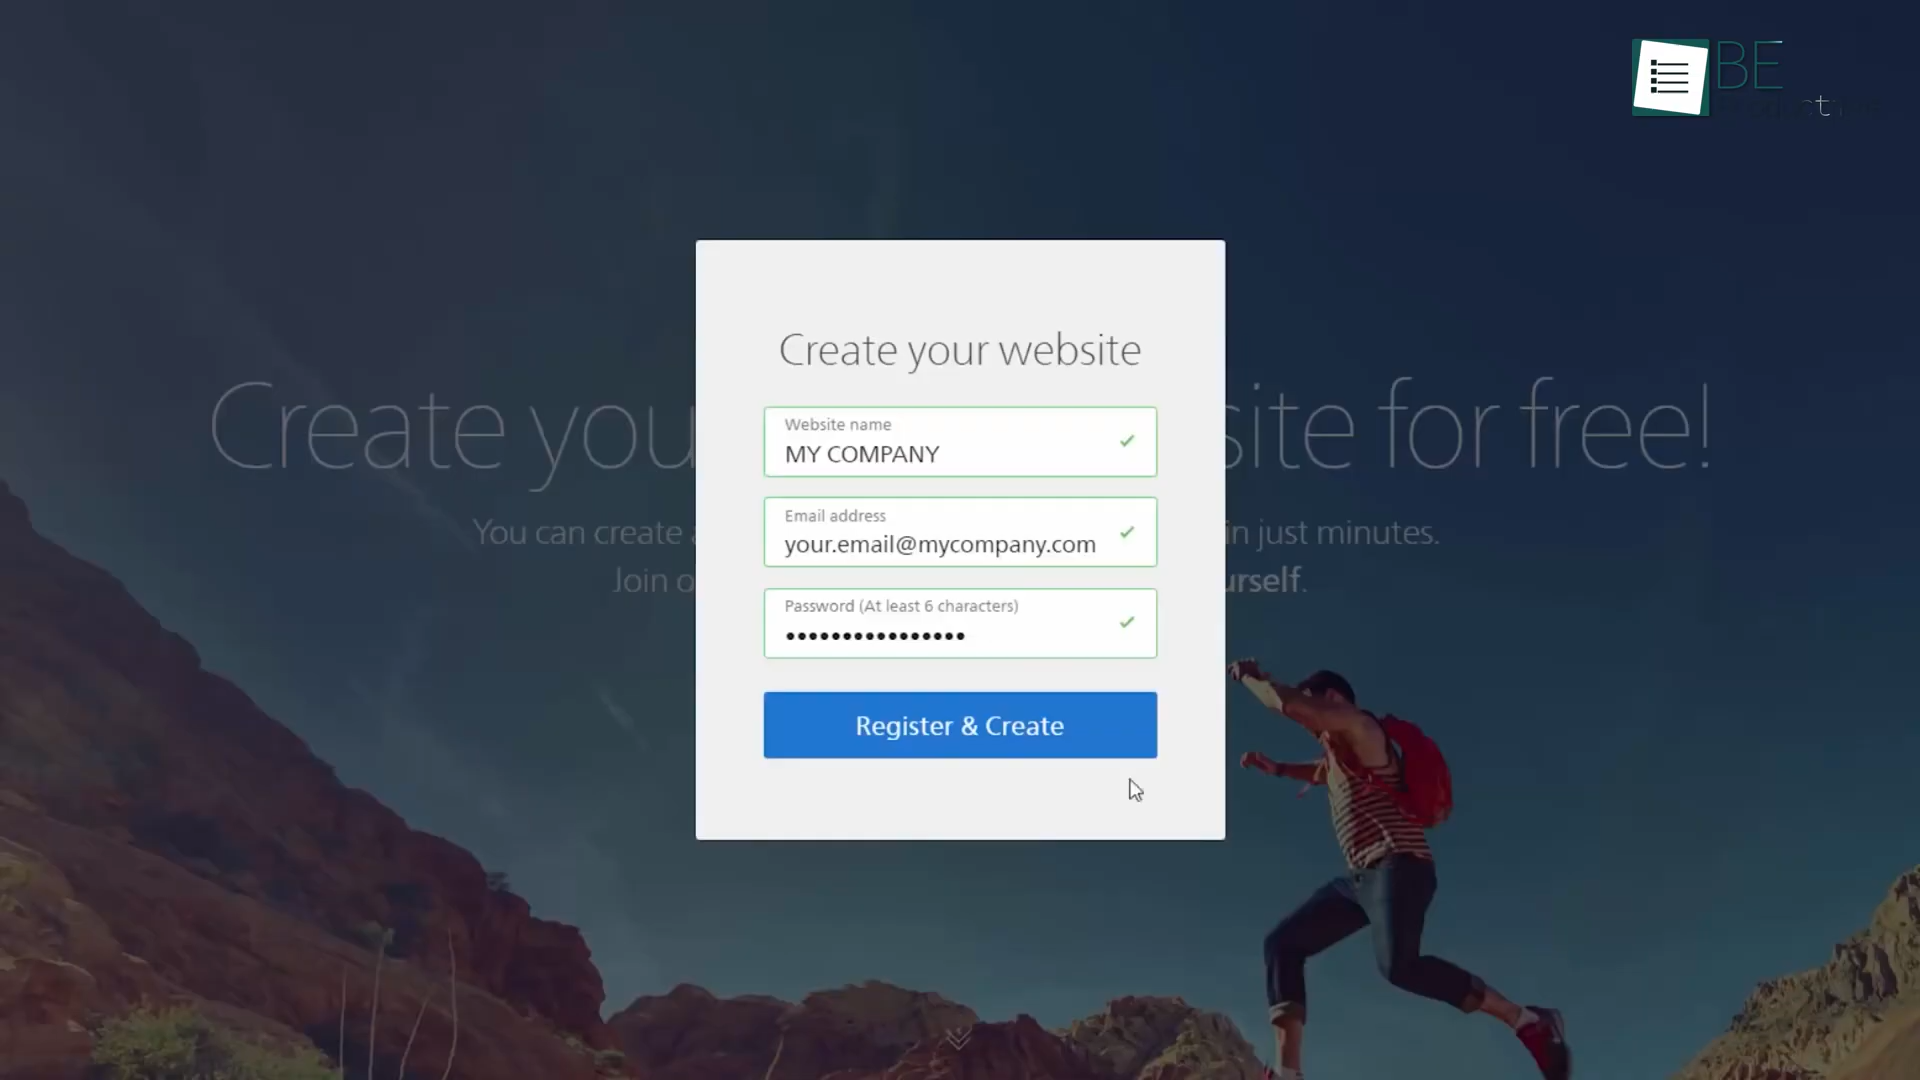 BE
Create your website
Create you
site for free!
Website name
MY COMPANY
Email address
your.email@mycompany.com
You can create
in just minutes.
Join
urself.
Password (At least 6 characters)
••••••••••••••••
Register & Create